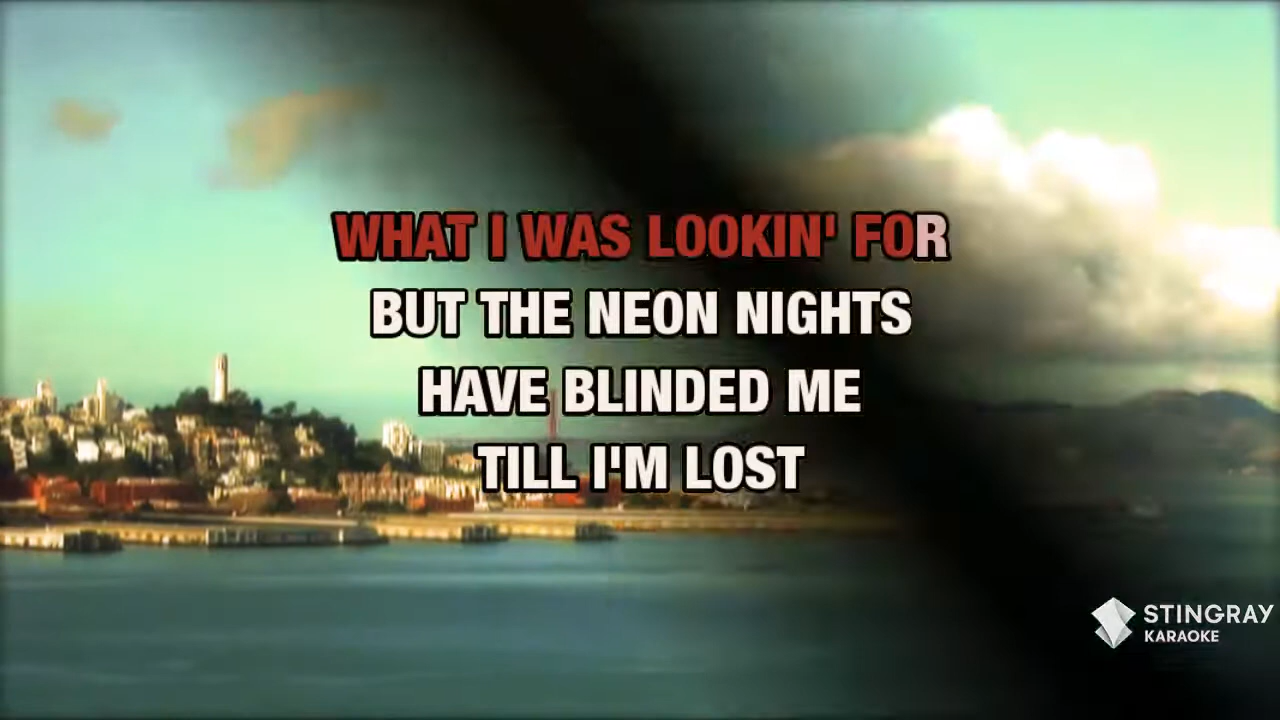 WHAT I WAS LOOKIN' FOR
BUT THE NEON NIGHTS
HAVE BLINDED ME
TILL I'M LOST
STINGRAY
KARAOKE